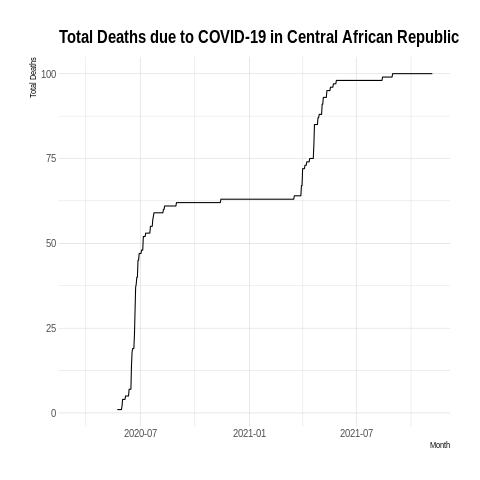 Total Deaths due to COVID-19 in Central African Republic
Total Deaths
100
75
50
25
0
2020-07 2021-01 2021-07
Month